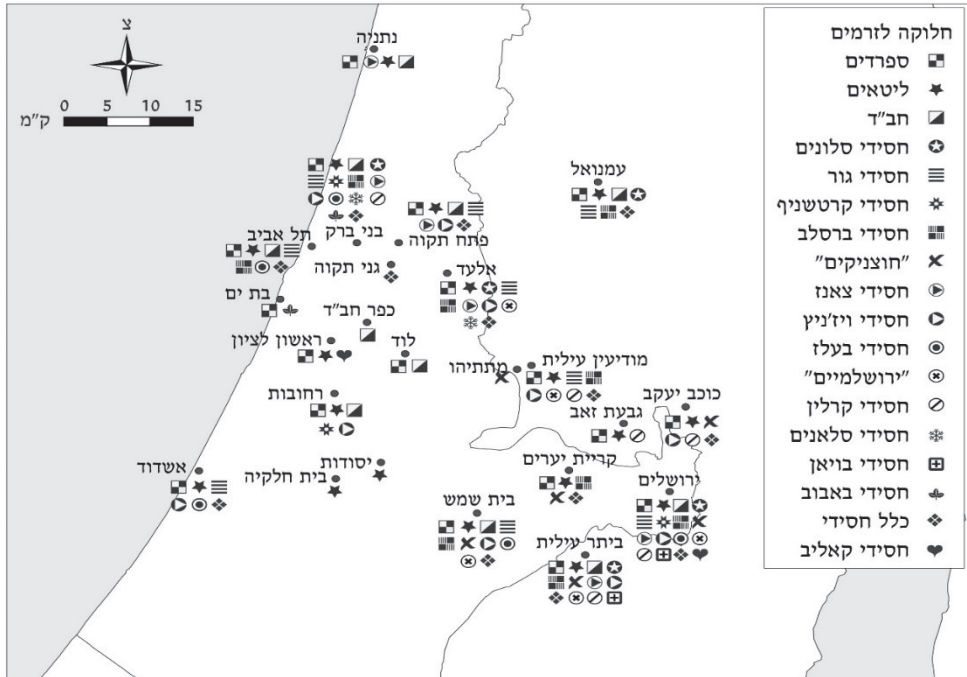 צ
0 5 10 15
ק"מ
נתניה
עמנואל
בני ברק
פתח תקוה
תל אביב
גני תקוה
אלעד
בת ים
כפר חב"ד
ראשון לציון
לוד
מתתיהו
מודיעין עילית
כוכב יעקב
רחובות
גבעת זאב
אשדוד
יסודות
בית חלקיה
קריית יערים
ירושלים
בית שמש
ביתר עילית
חלוקה לזרמים
ספרדים
ליטאים
חב"ד
חסידי סלונים
חסידי גור
חסידי קרטשניף
חסידי ברסלב
"חוצניקים"
חסידי צאנז
חסידי ויז'ניץ
חסידי בעלז
"ירושלמיים"
חסידי קרלין
חסידי סלאנים
חסידי בויאן
חסידי באבוב
כלל חסידי
חסידי קאליב